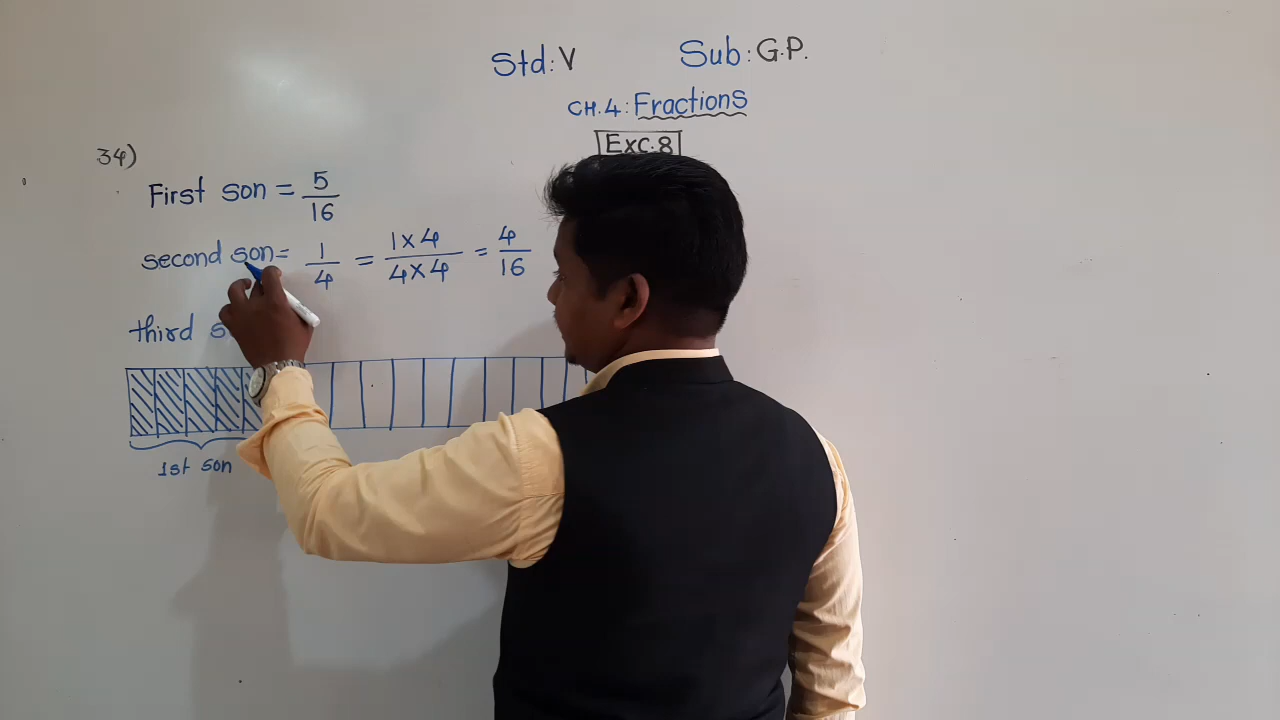 Std: V Sub: G.P.
CH.4: Fractions
Exc.8
34)
First son = 5/16
second son = 1/4 = 1×4/4×4 = 4/16
third
1st son